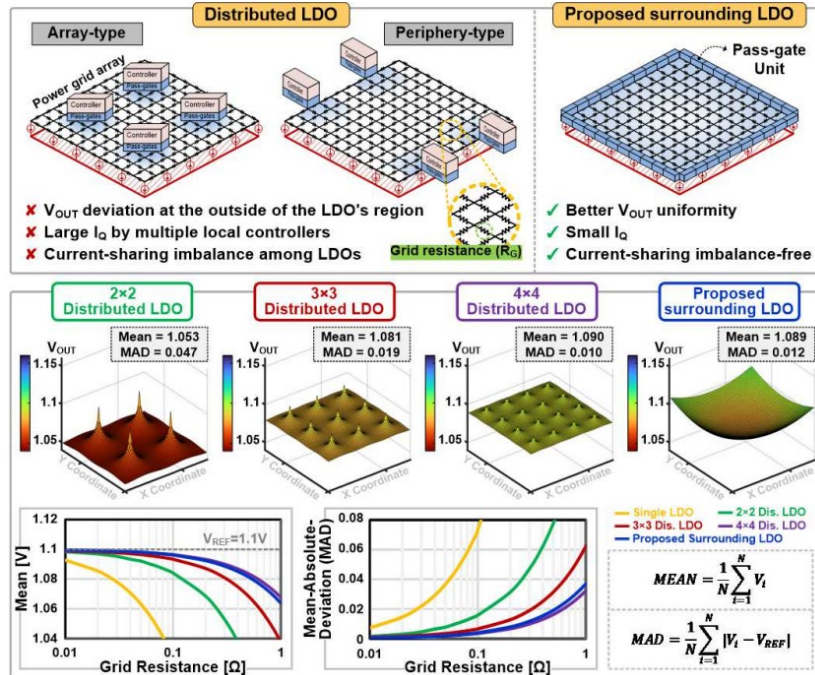 Distributed LDO
Proposed surrounding LDO
Array-type
Periphery-type
Power grid array
Controller
Pass-gates
Controller
Pass-gates
Controller
Pass-gates
Controller
Pass-gates
Controller
Controller
Controller
Controller
Pass-gate
Unit
✘ VOUT deviation at the outside of the LDO's region
✘ Large IQ by multiple local controllers
✘ Current-sharing imbalance among LDOs
Grid resistance (RG)
✓ Better VOUT uniformity
✓ Small IQ
✓ Current-sharing imbalance-free
2×2
Distributed LDO
3×3
Distributed LDO
4×4
Distributed LDO
Proposed
surrounding LDO
VOUT
Mean = 1.053
MAD = 0.047
1.15
1.1
1.05
Y Coordinate
X Coordinate
VOUT
Mean = 1.081
MAD = 0.019
1.15
1.1
1.05
Y Coordinate
X Coordinate
VOUT
Mean = 1.090
MAD = 0.010
1.15
1.1
1.05
Y Coordinate
X Coordinate
VOUT
Mean = 1.089
MAD = 0.012
1.15
1.1
1.05
Y Coordinate
X Coordinate
Mean [V]
1.12
1.1
1.08
1.06
1.04
VREF=1.1V
0.01
0.1
1
Grid Resistance [Ω]
Mean-Absolute-
Deviation (MAD)
0.08
0.06
0.04
0.02
0
0.01
0.1
1
Grid Resistance [Ω]
Single LDO
2×2 Dis. LDO
3×3 Dis. LDO
4×4 Dis. LDO
Proposed Surrounding LDO
MEAN = 1/N ∑ i=1 N Vi
MAD = 1/N ∑ i=1 N |Vi − VREF|